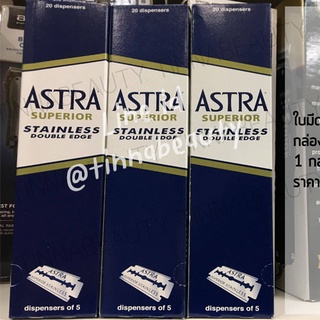 20 dispensers
20 dispensers
20 dispensers
ASTRA ASTRA ASTRA
SUPERIOR SUPERIOR SUPERIOR
STAINLESS STAINLESS STAINLESS
DOUBLE EDGE DOUBLE EDGE DOUBLE EDGE
@tinnabeauty
ใบมีด
กล่อง
1 กล
ราคา
ASTRA ASTRA ASTRA
dispensers of 5 dispensers of 5 dispensers of 5